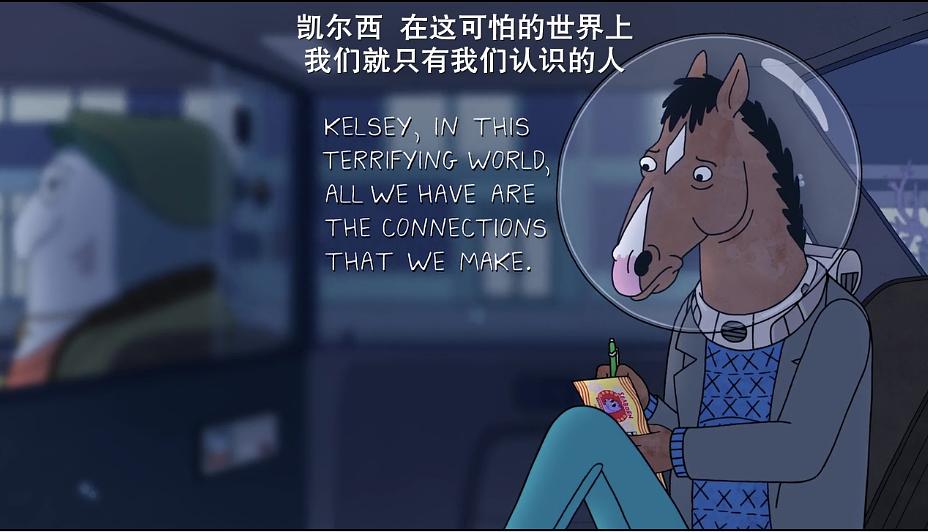 凯尔西 在这可怕的世界上
我们就只有我们认识的人
KELSEY, IN THIS
TERRIFYING WORLD,
ALL WE HAVE ARE
THE CONNECTIONS
THAT WE MAKE.